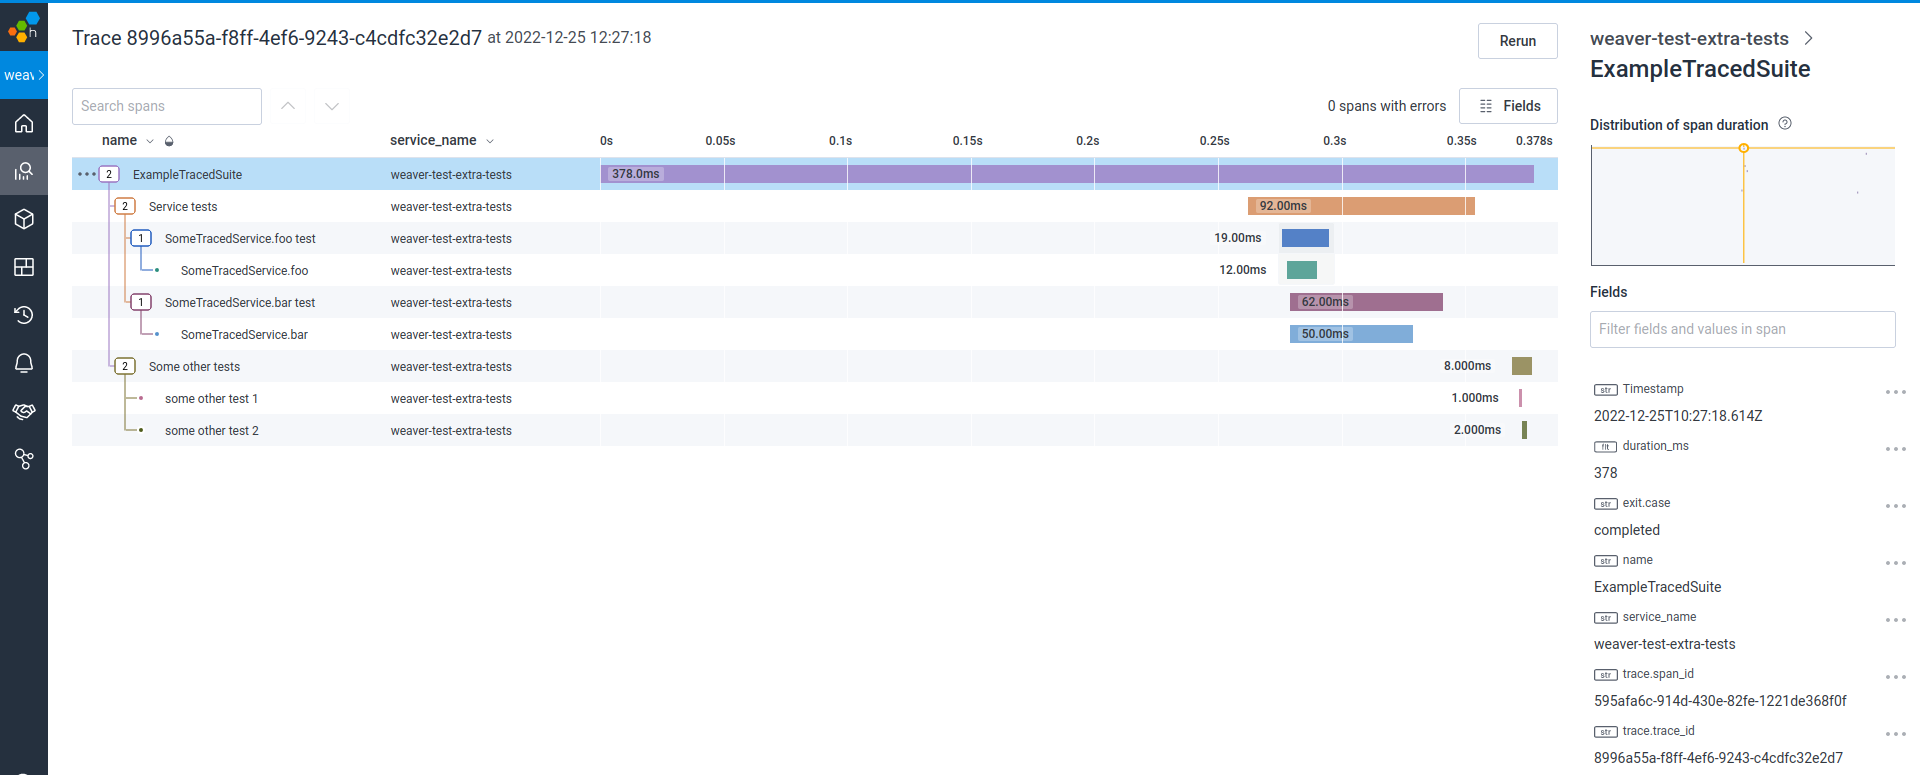 h
weav
Trace 8996a55a-f8ff-4ef6-9243-c4cdfc32e2d7 at 2022-12-25 12:27:18
Rerun
Search spans
0 spans with errors
Fields
name service_name 0s 0.05s 0.1s 0.15s 0.2s 0.25s 0.3s 0.35s 0.378s
2 ExampleTracedSuite weaver-test-extra-tests 378.0ms
2 Service tests weaver-test-extra-tests 92.00ms
1 SomeTracedService.foo test weaver-test-extra-tests 19.00ms
SomeTracedService.foo weaver-test-extra-tests 12.00ms
1 SomeTracedService.bar test weaver-test-extra-tests 62.00ms
SomeTracedService.bar weaver-test-extra-tests 50.00ms
2 Some other tests weaver-test-extra-tests 8.000ms
some other test 1 weaver-test-extra-tests 1.000ms
some other test 2 weaver-test-extra-tests 2.000ms
weaver-test-extra-tests
ExampleTracedSuite
Distribution of span duration
Fields
Filter fields and values in span
str Timestamp
2022-12-25T10:27:18.614Z
flt duration_ms
378
str exit.case
completed
str name
ExampleTracedSuite
str service_name
weaver-test-extra-tests
str trace.span_id
595afa6c-914d-430e-82fe-1221de368f0f
str trace.trace_id
8996a55a-f8ff-4ef6-9243-c4cdfc32e2d7